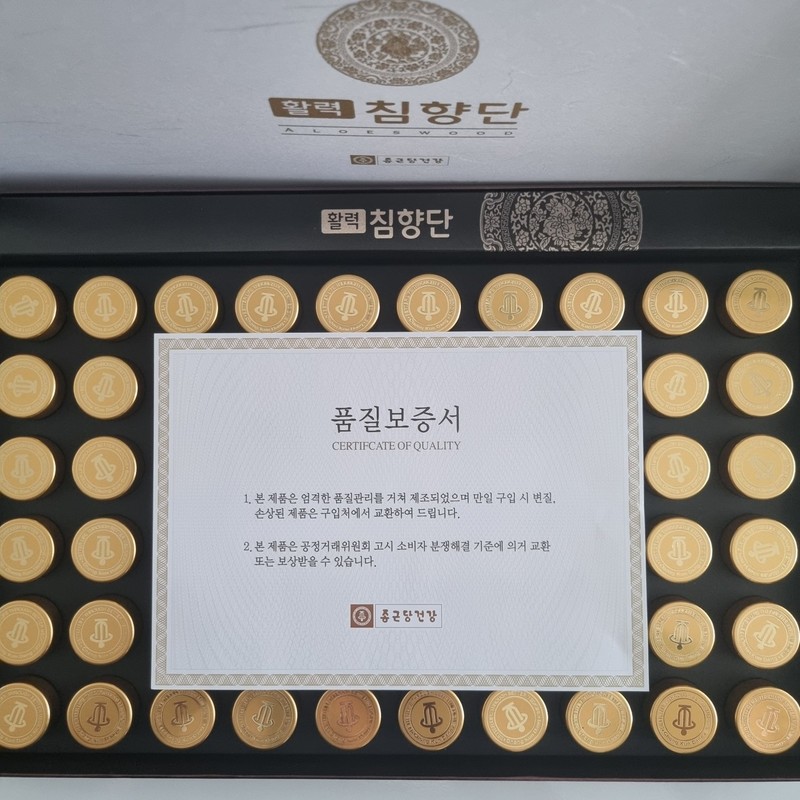 활력 침향단
ALOESWOOD
종근당건강
활력 침향단
품질보증서
CERTIFCATE OF QUALITY
1. 본 제품은 엄격한 품질관리를 거쳐 제조되었으며 만일 구입 시 변질,
손상된 제품은 구입처에서 교환하여 드립니다.
2. 본 제품은 공정거래위원회 고시 소비자 분쟁해결 기준에 의거 교환
또는 보상받을 수 있습니다.
종근당건강